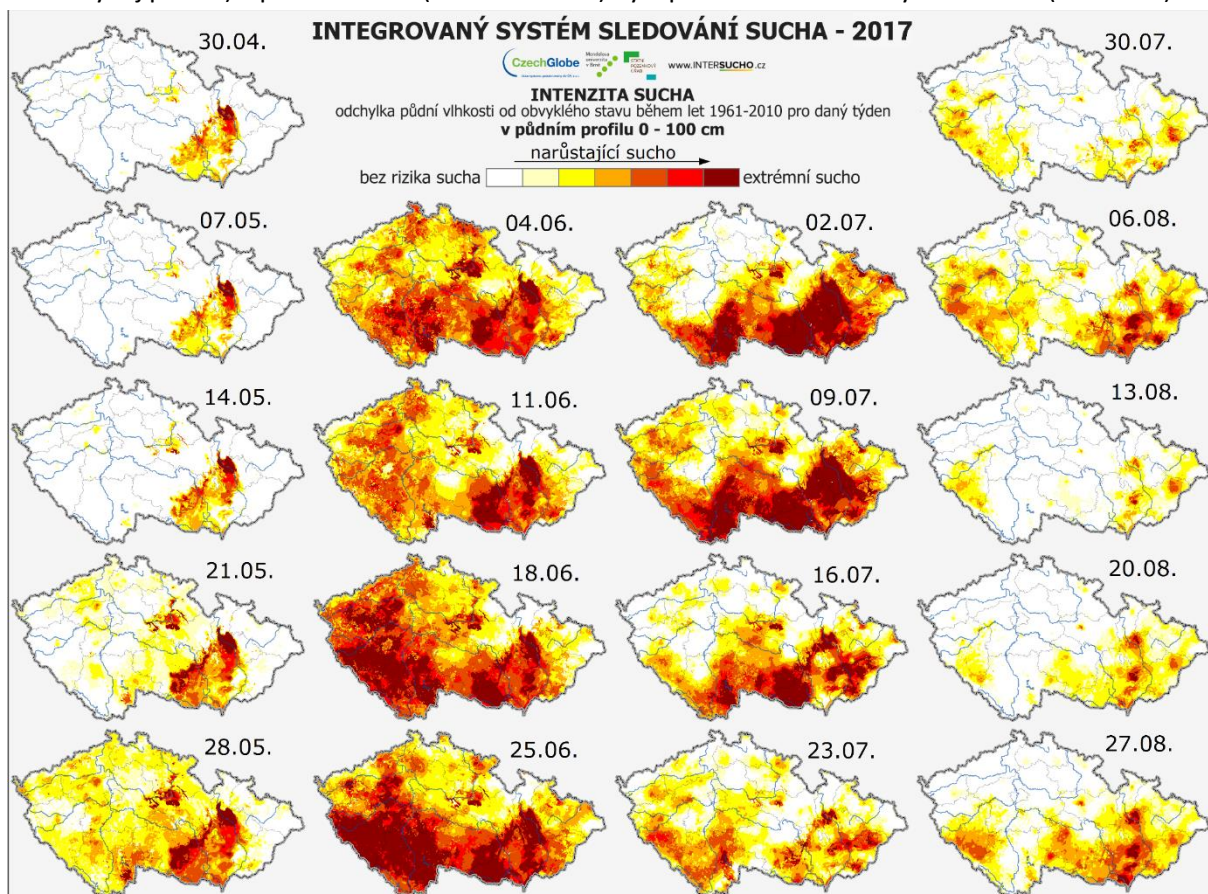 INTEGROVANÝ SYSTÉM SLEDOVÁNÍ SUCHA - 2017
CzechGlobe
Mendelova
univerzita
v Brně
www.INTERSUCHO.cz
INTENZITA SUCHA
odchylka půdní vlhkosti od obvyklého stavu během let 1961-2010 pro daný týden
v půdním profilu 0 - 100 cm
narůstající sucho
bez rizika sucha
extrémní sucho
30.04.
30.07.
07.05.
04.06.
02.07.
06.08.
14.05.
11.06.
09.07.
13.08.
21.05.
18.06.
16.07.
20.08.
28.05.
25.06.
23.07.
27.08.